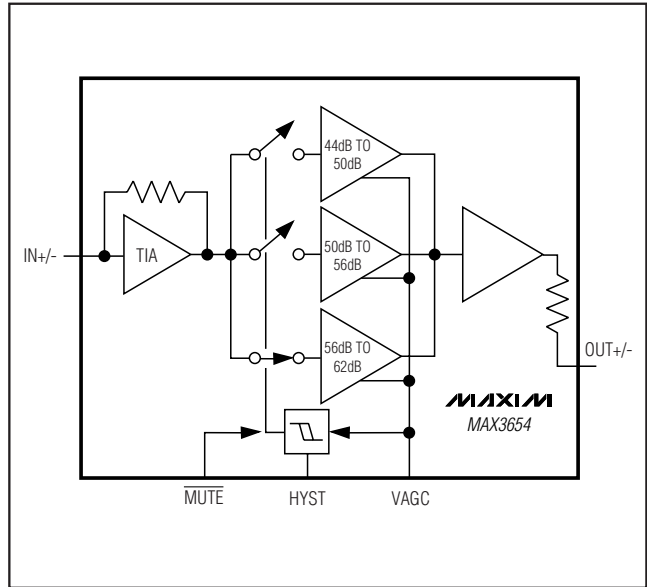 44dB TO
50dB
IN+/-
TIA
50dB TO
56dB
56dB TO
62dB
OUT+/-
MAXIM
MAX3654
MUTE
HYST
VAGC